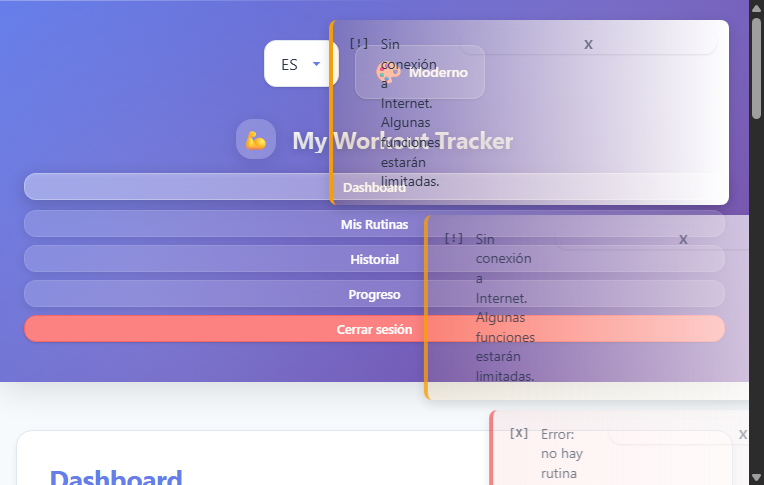 ES
Moderno
[!] Sin conexión a Internet. Algunas funciones estarán limitadas. X
My Workout Tracker
Dashboard
Mis Rutinas
Historial
Progreso
Cerrar sesión
[!] Sin conexión a Internet. Algunas funciones estarán limitadas. X
[X] Error: no hay rutina X
Dashboard